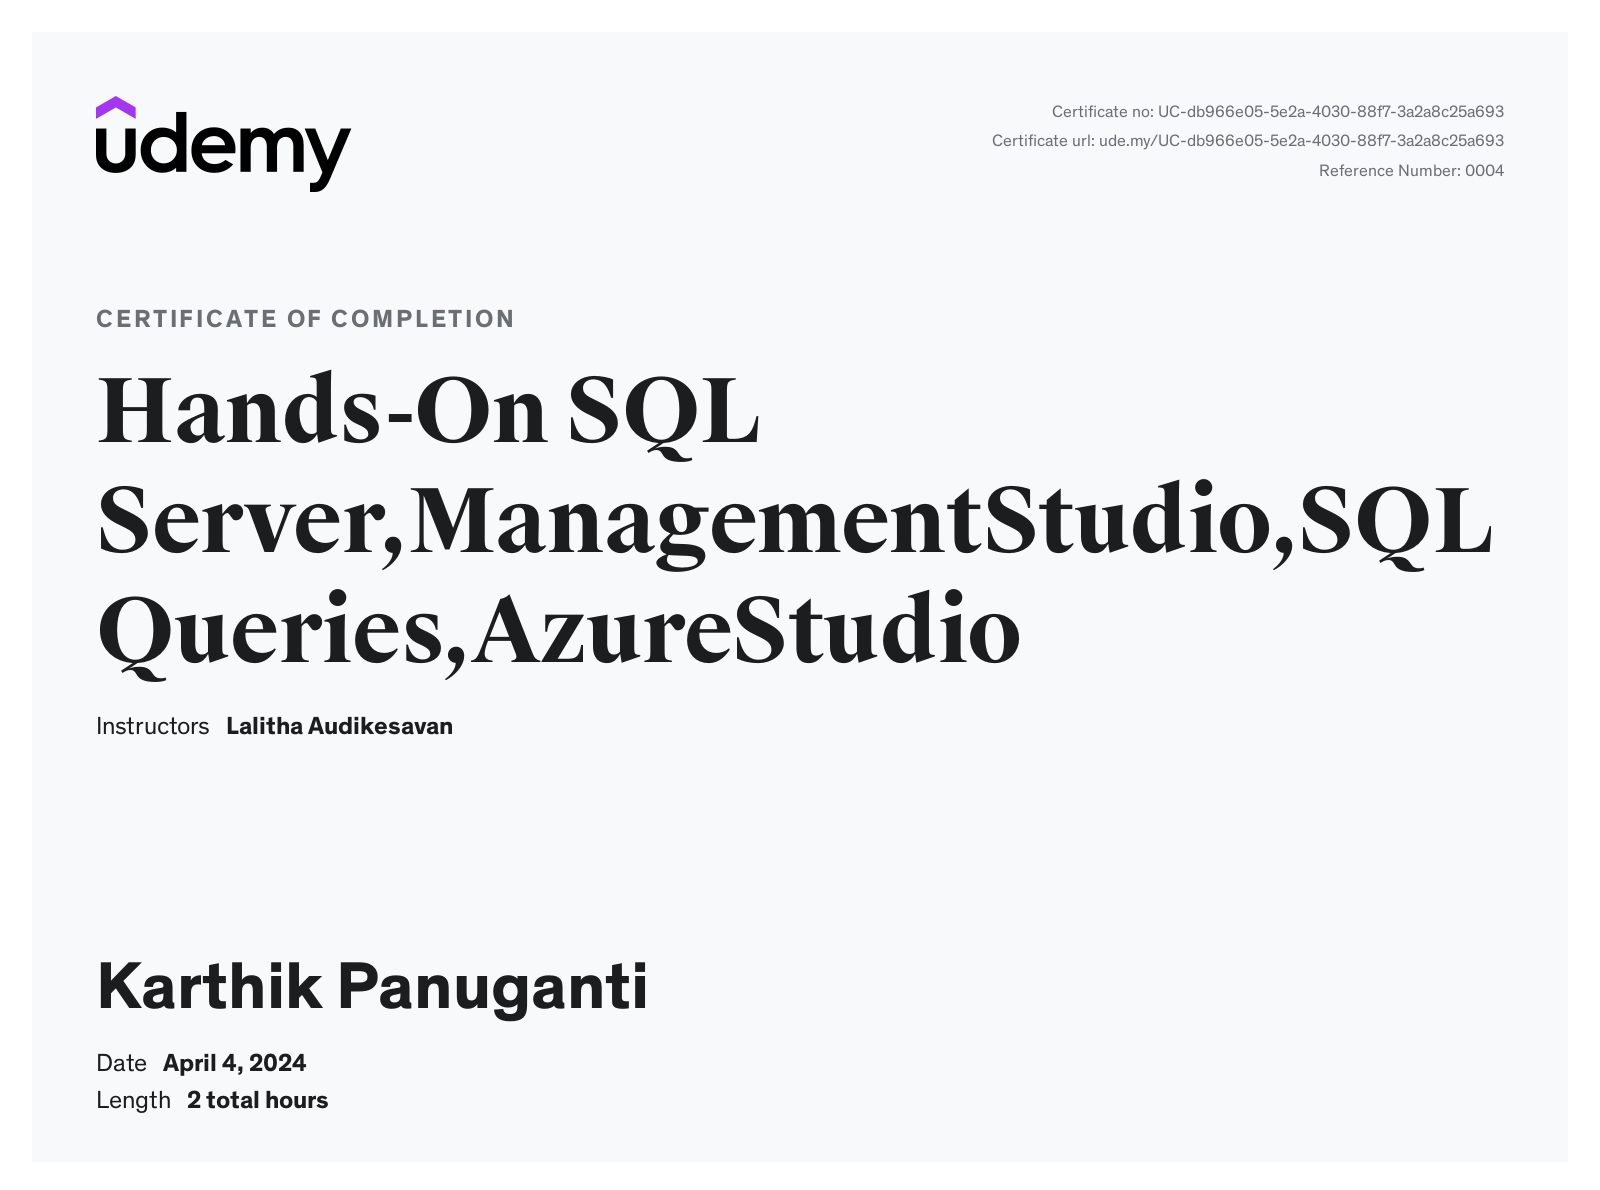 udemy
Certificate no: UC-db966e05-5e2a-4030-88f7-3a2a8c25a693
Certificate url: ude.my/UC-db966e05-5e2a-4030-88f7-3a2a8c25a693
Reference Number: 0004
CERTIFICATE OF COMPLETION
Hands-On SQL
Server,ManagementStudio,SQL
Queries,AzureStudio
Instructors Lalitha Audikesavan
Karthik Panuganti
Date April 4, 2024
Length 2 total hours